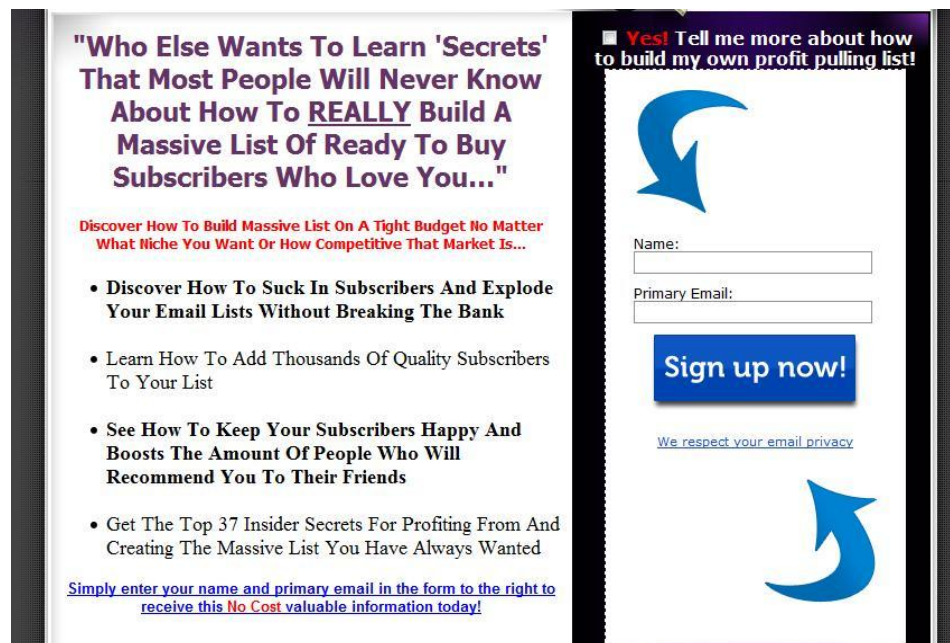 "Who Else Wants To Learn 'Secrets'
That Most People Will Never Know
About How To REALLY Build A
Massive List Of Ready To Buy
Subscribers Who Love You..."
Discover How To Build Massive List On A Tight Budget No Matter
What Niche You Want Or How Competitive That Market Is...
• Discover How To Suck In Subscribers And Explode
Your Email Lists Without Breaking The Bank
• Learn How To Add Thousands Of Quality Subscribers
To Your List
• See How To Keep Your Subscribers Happy And
Boosts The Amount Of People Who Will
Recommend You To Their Friends
• Get The Top 37 Insider Secrets For Profiting From And
Creating The Massive List You Have Always Wanted
Simply enter your name and primary email in the form to the right to
receive this No Cost valuable information today!
Yes! Tell me more about how
to build my own profit pulling list!
Name:
Primary Email:
Sign up now!
We respect your email privacy